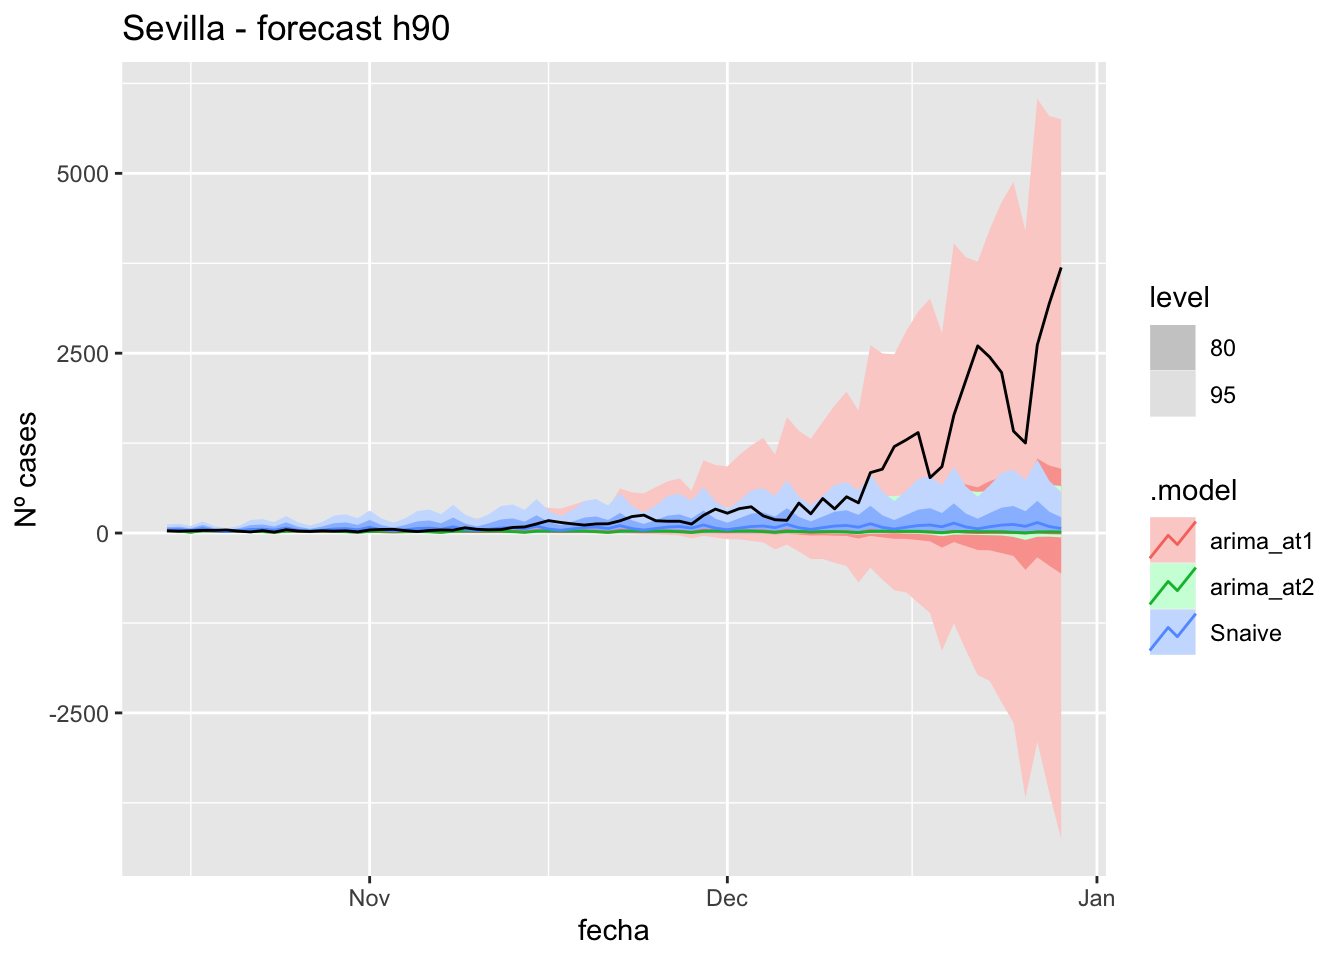 Sevilla - forecast h90
Nº cases
5000
2500
0
-2500
Nov
Dec
Jan
fecha
level
80
95
.model
arima_at1
arima_at2
Snaive